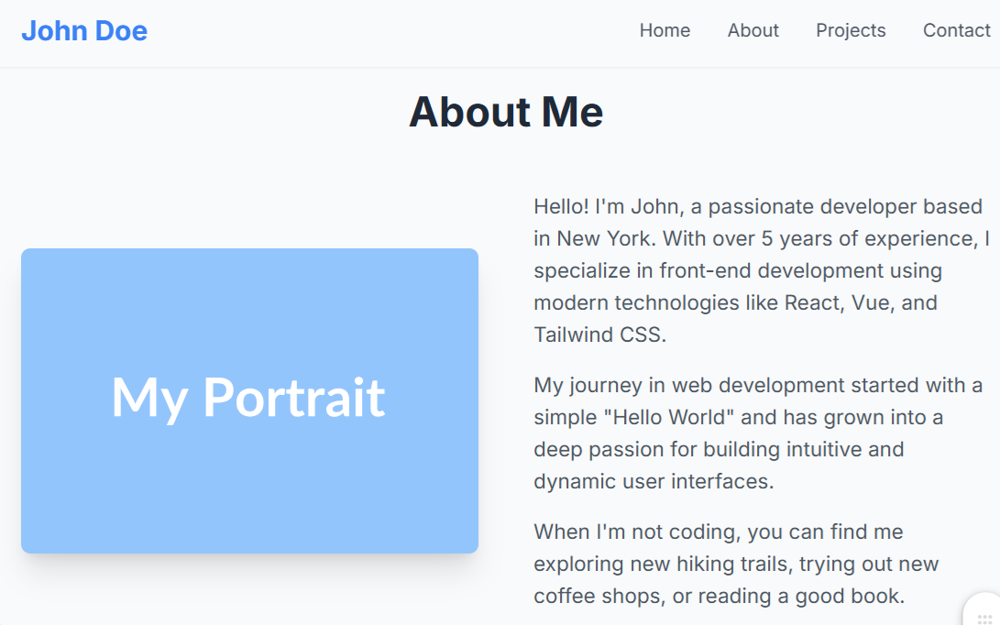 John Doe
Home About Projects Contact
About Me
My Portrait
Hello! I'm John, a passionate developer based
in New York. With over 5 years of experience, I
specialize in front-end development using
modern technologies like React, Vue, and
Tailwind CSS.
My journey in web development started with a
simple "Hello World" and has grown into a
deep passion for building intuitive and
dynamic user interfaces.
When I'm not coding, you can find me
exploring new hiking trails, trying out new
coffee shops, or reading a good book.